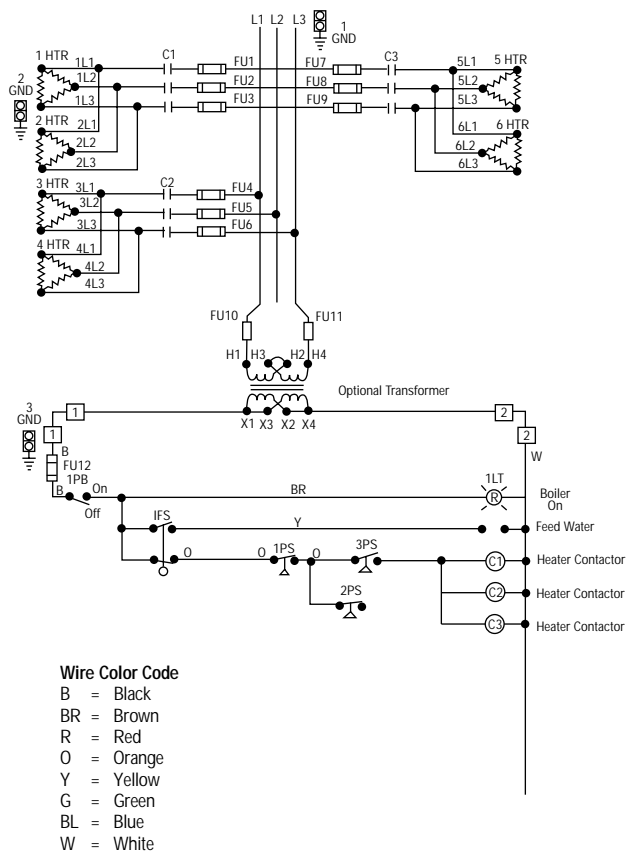 L1 L2 L3 1
GND
1 HTR 1L1 C1 FU1 FU7 C3 5L1 5 HTR
2
GND
1L2 FU2 FU8 5L2
1L3 FU3 FU9 5L3
2 HTR 2L1 6L1 6 HTR
2L2 6L2
2L3 6L3
3 HTR 3L1 C2 FU4
3L2 FU5
3L3 FU6
4 HTR 4L1
4L2
4L3
FU10 FU11
H1 H3 H2 H4
Optional Transformer
3
GND
1 2
X1 X3 X2 X4
1 2
B W
FU12
1PB
B On BR 1LT
R Boiler
On
Off
IFS Y Feed Water
O O 1PS O 3PS C1 Heater Contactor
2PS C2 Heater Contactor
C3 Heater Contactor
Wire Color Code
B = Black
BR = Brown
R = Red
O = Orange
Y = Yellow
G = Green
BL = Blue
W = White